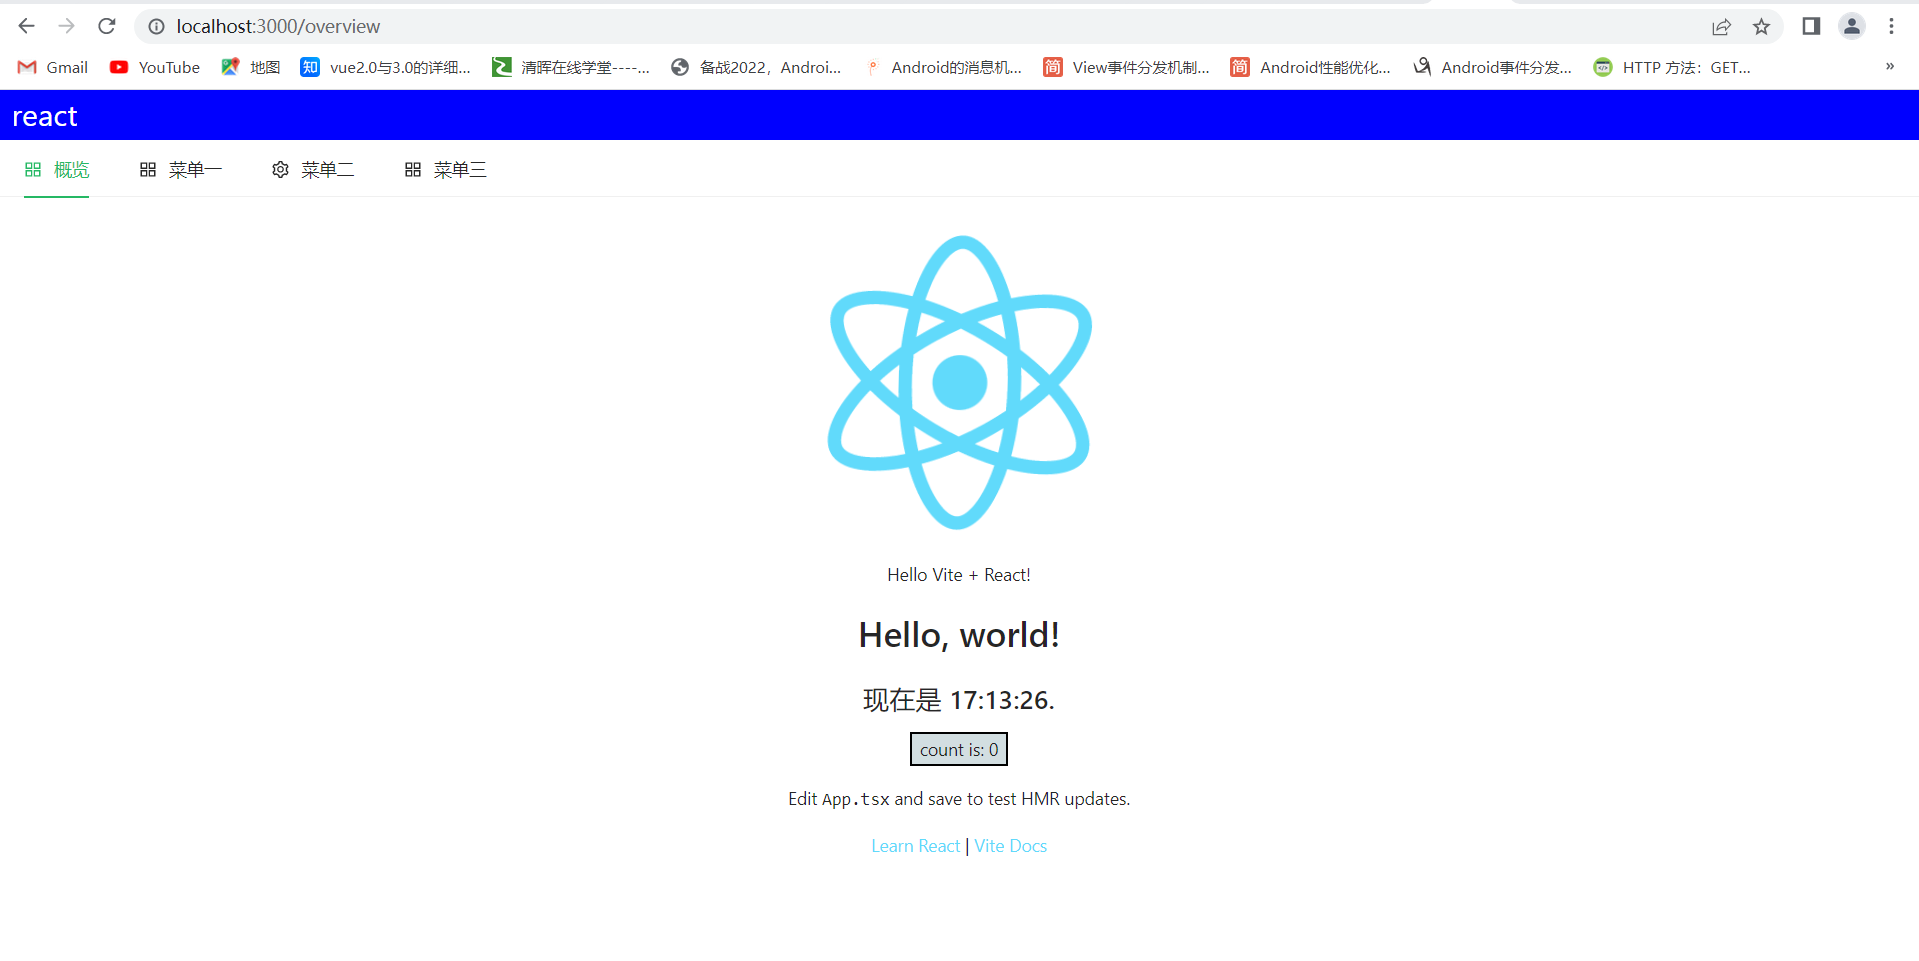 localhost:3000/overview
Gmail YouTube 地图 知 vue2.0与3.0的详细... 清晖在线学堂----... 备战2022，Androi... Android的消息机... 简 View事件分发机制... 简 Android性能优化... Android事件分发... HTTP 方法：GET... »
react
概览 菜单一 菜单二 菜单三
Hello Vite + React!
Hello, world!
现在是 17:13:26.
count is: 0
Edit App.tsx and save to test HMR updates.
Learn React | Vite Docs